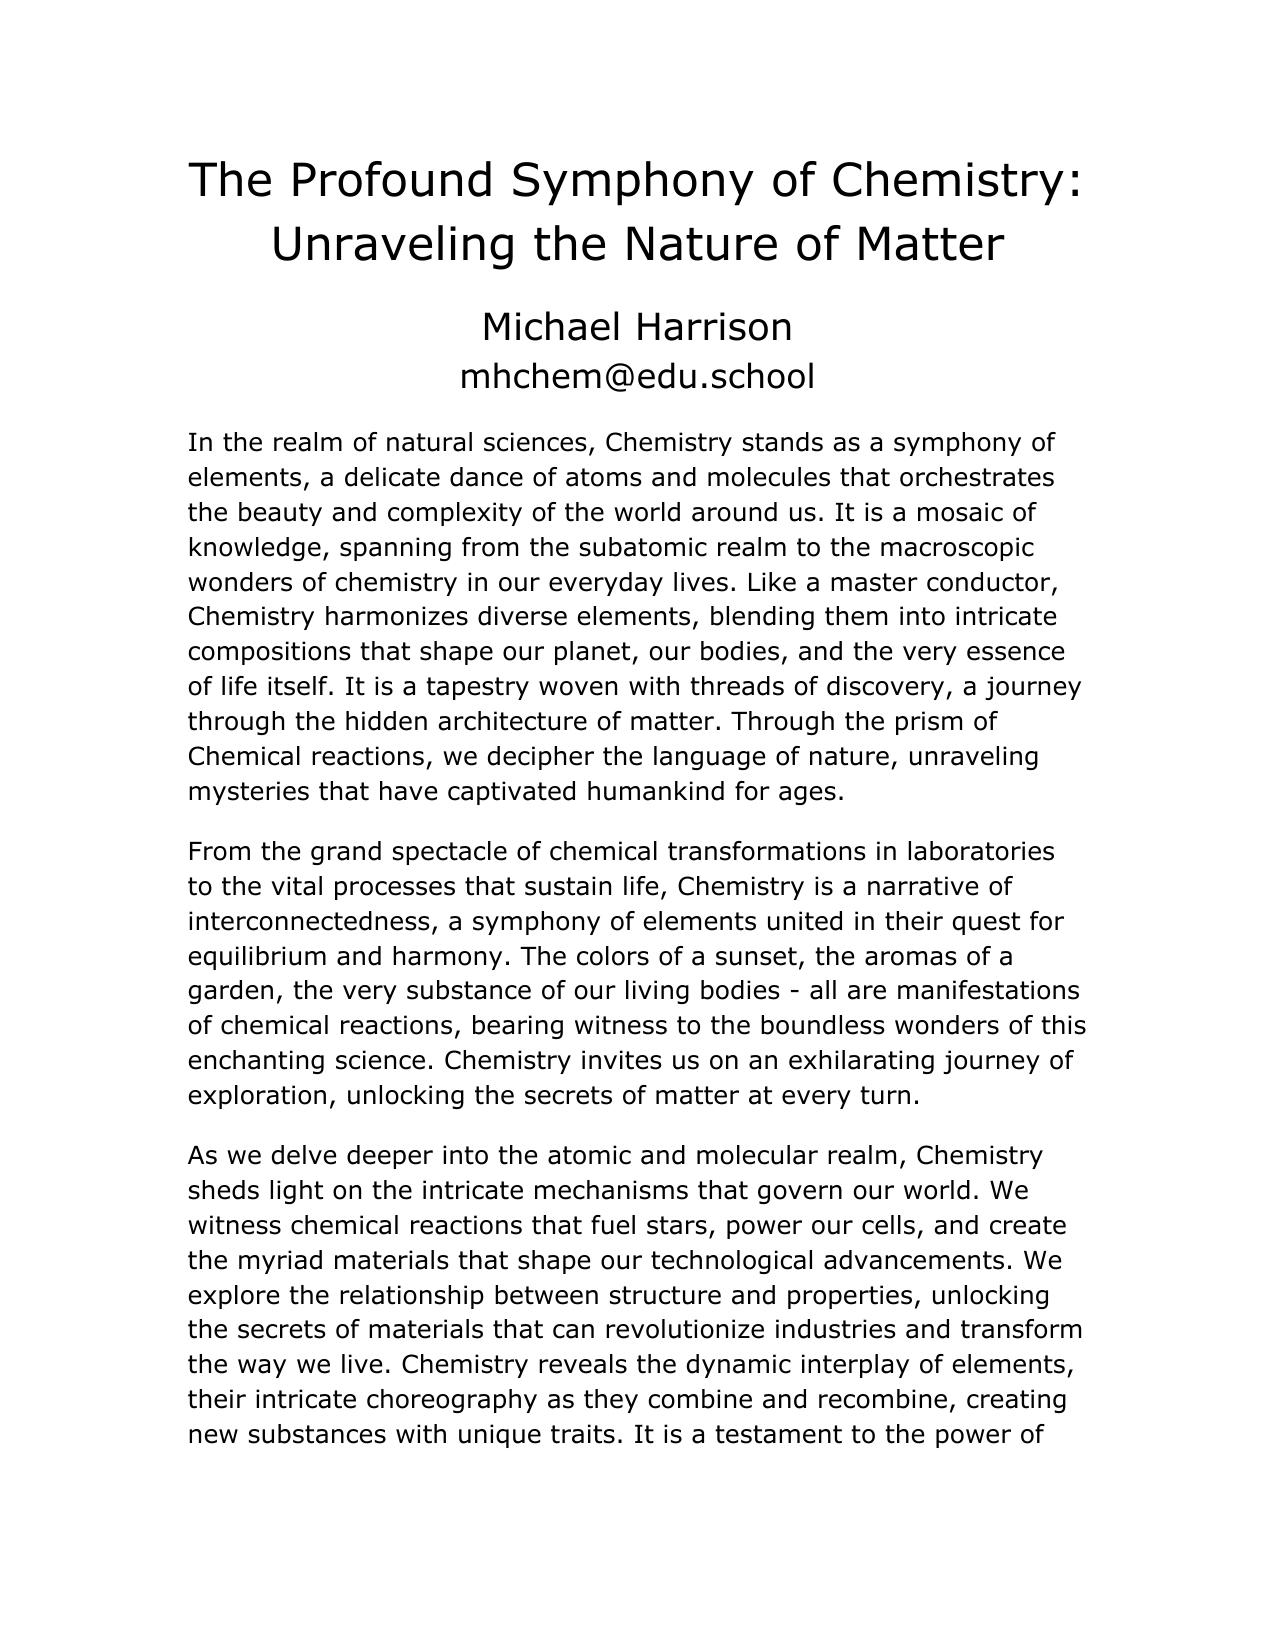 The Profound Symphony of Chemistry:
Unraveling the Nature of Matter
Michael Harrison
mhchem@edu.school
In the realm of natural sciences, Chemistry stands as a symphony of
elements, a delicate dance of atoms and molecules that orchestrates
the beauty and complexity of the world around us. It is a mosaic of
knowledge, spanning from the subatomic realm to the macroscopic
wonders of chemistry in our everyday lives. Like a master conductor,
Chemistry harmonizes diverse elements, blending them into intricate
compositions that shape our planet, our bodies, and the very essence
of life itself. It is a tapestry woven with threads of discovery, a journey
through the hidden architecture of matter. Through the prism of
Chemical reactions, we decipher the language of nature, unraveling
mysteries that have captivated humankind for ages.
From the grand spectacle of chemical transformations in laboratories
to the vital processes that sustain life, Chemistry is a narrative of
interconnectedness, a symphony of elements united in their quest for
equilibrium and harmony. The colors of a sunset, the aromas of a
garden, the very substance of our living bodies - all are manifestations
of chemical reactions, bearing witness to the boundless wonders of this
enchanting science. Chemistry invites us on an exhilarating journey of
exploration, unlocking the secrets of matter at every turn.
As we delve deeper into the atomic and molecular realm, Chemistry
sheds light on the intricate mechanisms that govern our world. We
witness chemical reactions that fuel stars, power our cells, and create
the myriad materials that shape our technological advancements. We
explore the relationship between structure and properties, unlocking
the secrets of materials that can revolutionize industries and transform
the way we live. Chemistry reveals the dynamic interplay of elements,
their intricate choreography as they combine and recombine, creating
new substances with unique traits. It is a testament to the power of